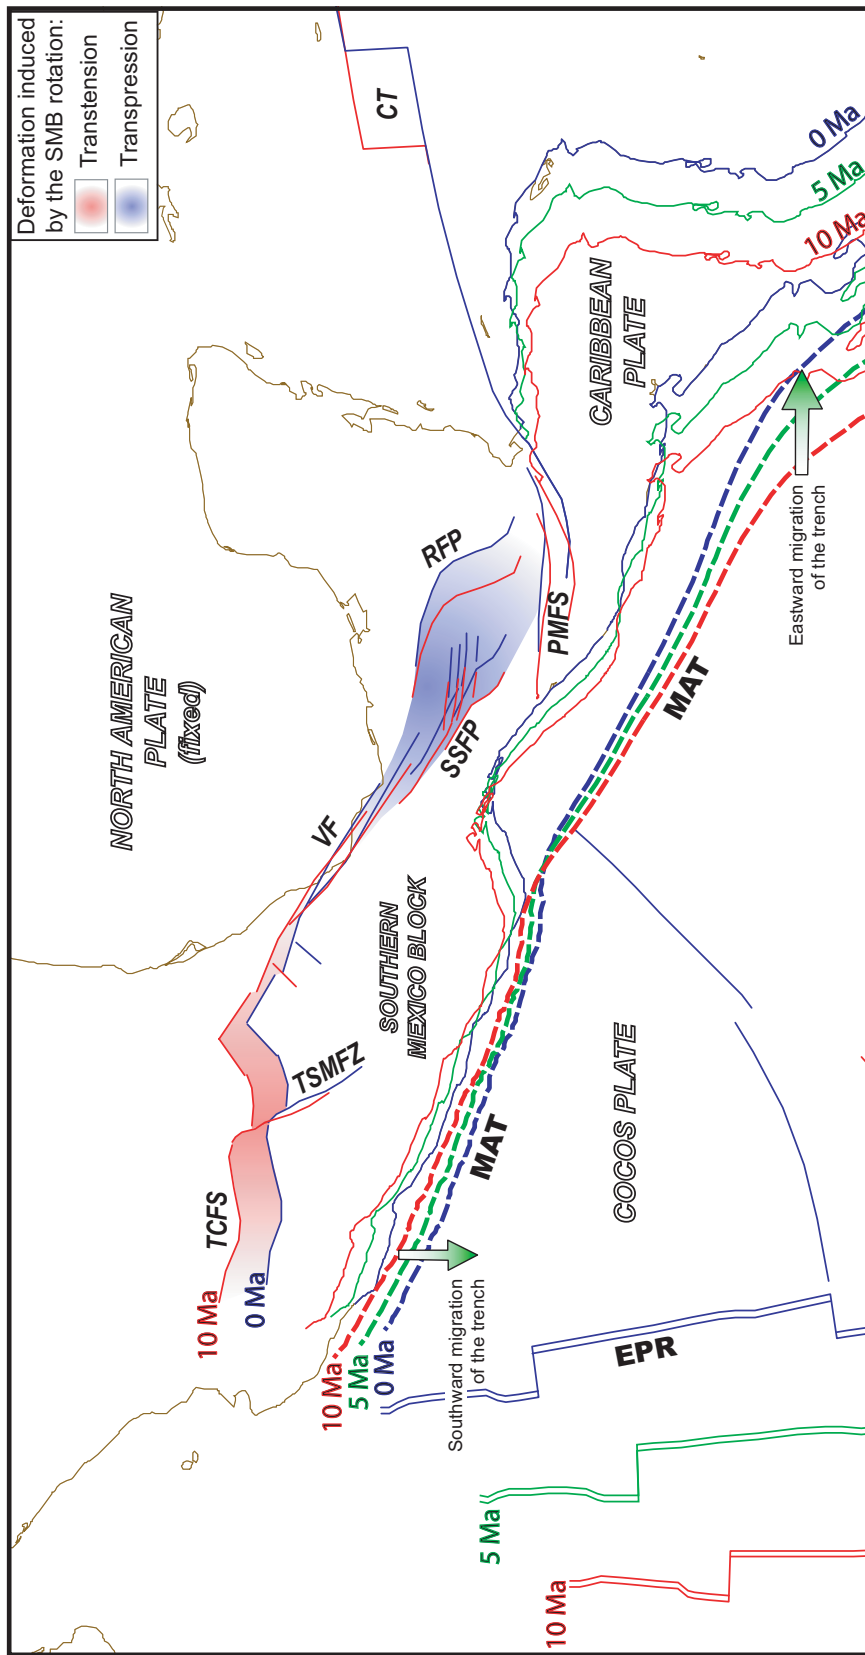 Deformation induced
by the SMB rotation:
Transtension
Transpression
CT
0 Ma
5 Ma
10 Ma
CARIBBEAN
PLATE
Eastward migration
of the trench
NORTH AMERICAN
PLATE
(fixed)
RFP
PMFS
SSFP
MAT
VF
SOUTHERN
MEXICO BLOCK
TSMFZ
TCFS
10 Ma
0 Ma
MAT
COCOS PLATE
10 Ma
5 Ma
0 Ma
Southward migration
of the trench
EPR
5 Ma
10 Ma